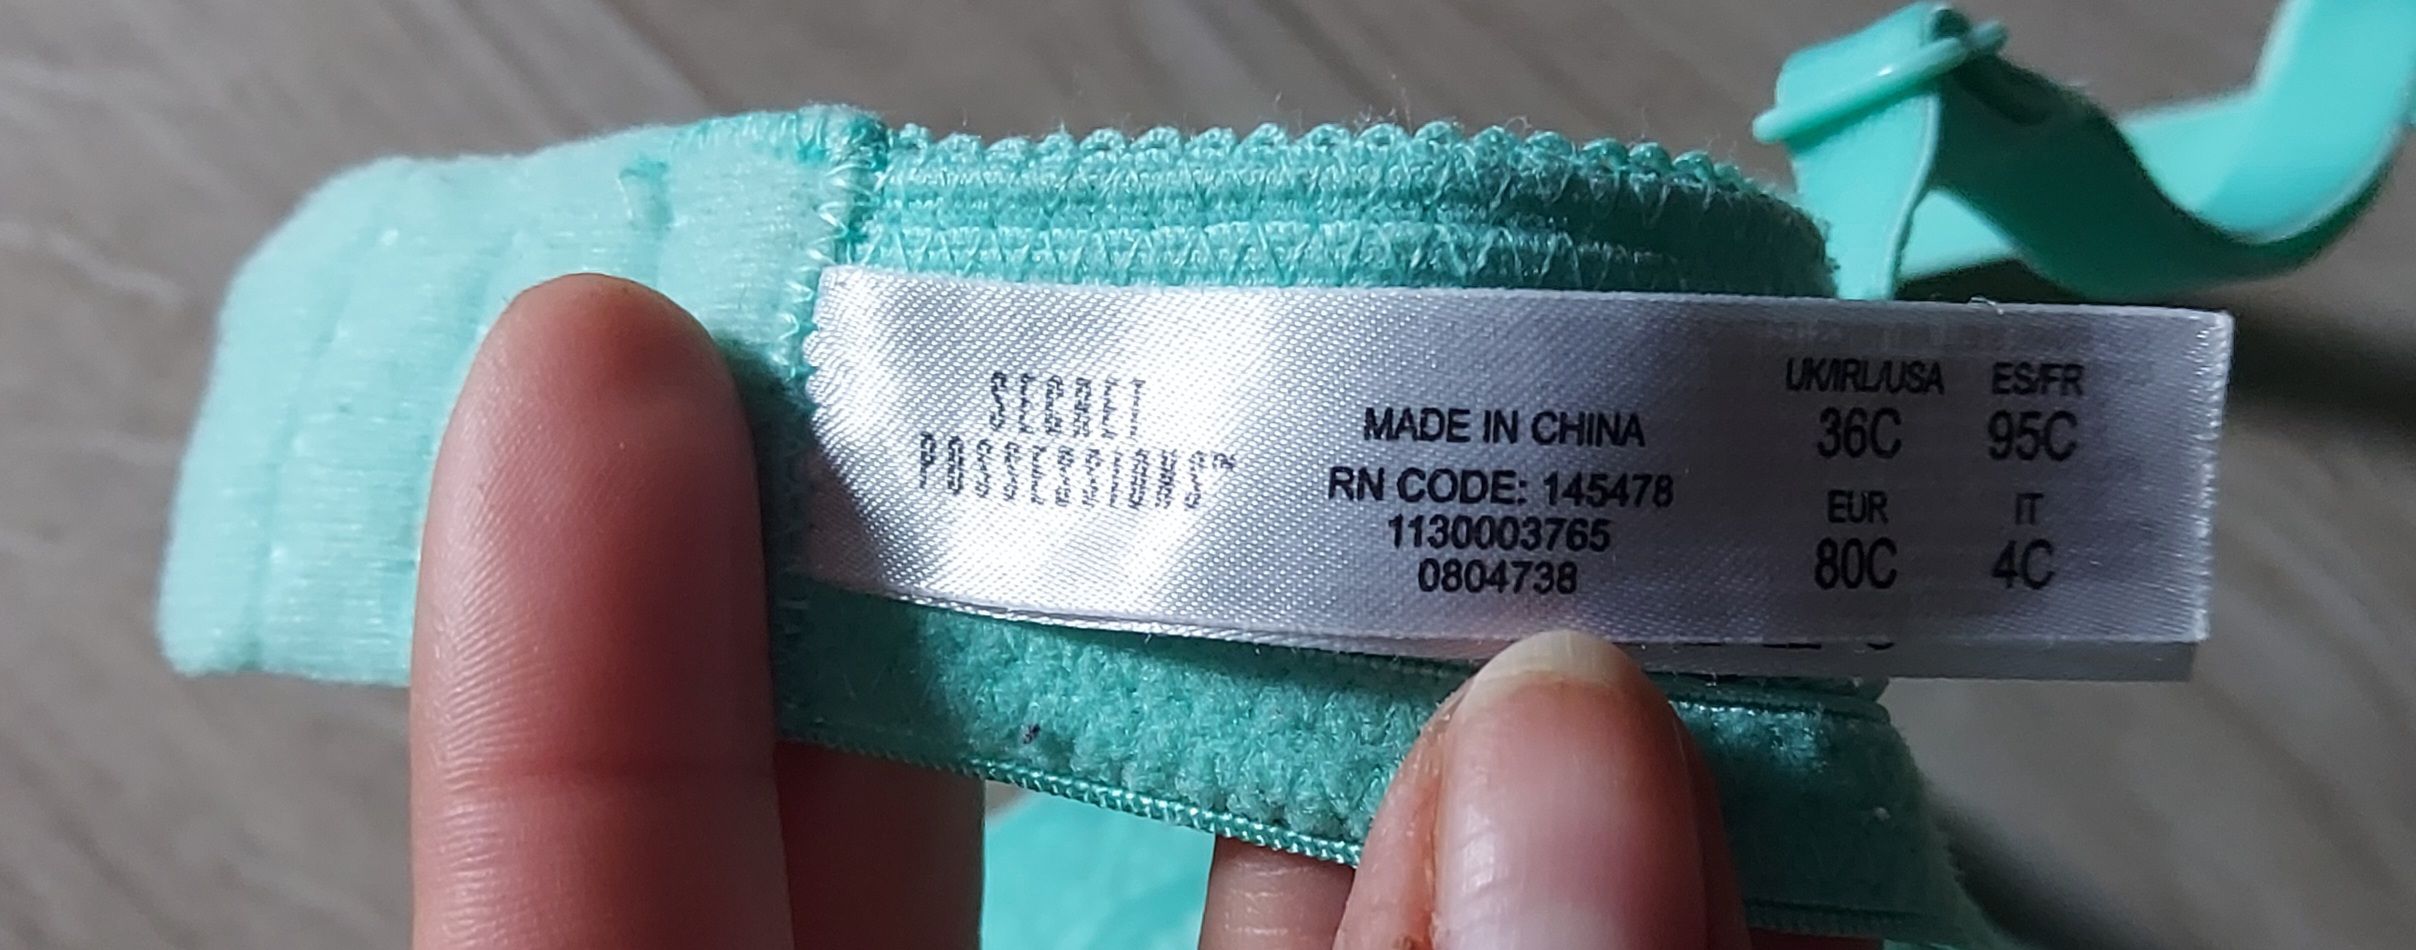 SECRET
POSSESSIONS™
MADE IN CHINA
RN CODE: 145478
1130003765
0804738
UK/IRL/USA ES/FR
36C 95C
EUR IT
80C 4C